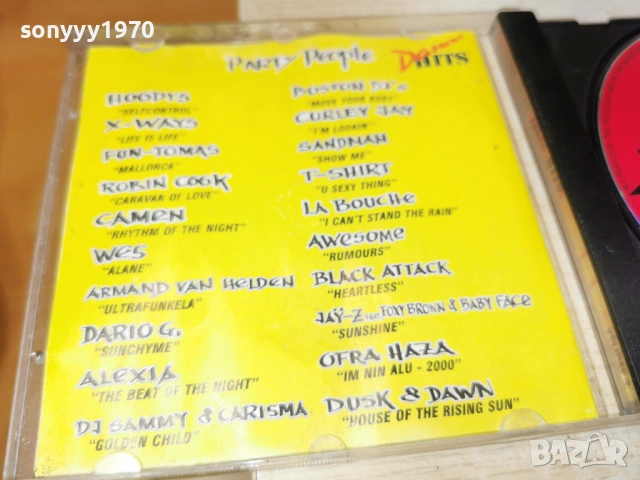 sonyyy1970
Party People Dance HITS
HOODYS
"SELFCONTROL"
X-WAYS
"LIFE IS LIFE"
FUN-TOMAS
"MALLORCA"
ROBIN COOK
"CARAVAN OF LOVE"
CAMEN
"RHYTHM OF THE NIGHT"
WES
"ALANE"
ARMAND VAN HELDEN
"ULTRAFUNKELA"
DARIO G.
"SUNCHYME"
ALEXIA
"THE BEAT OF THE NIGHT"
DJ SAMMY & CARISMA
"GOLDEN CHILD"
BOSTON DJ's
"MOVE YOUR BODY"
CURLEY JAY
"I'M LOOKIN'"
SANDMAN
"SHOW ME"
T-SHIRT
"U SEXY THING"
LA BOUCHE
"I CAN'T STAND THE RAIN"
AWESOME
"RUMOURS"
BLACK ATTACK
"HEARTLESS"
JAY-Z feat FOXY BROWN & BABY FACE
"SUNSHINE"
OFRA HAZA
"IM NIN ALU - 2000"
DUSK & DAWN
"HOUSE OF THE RISING SUN"
BAZAR